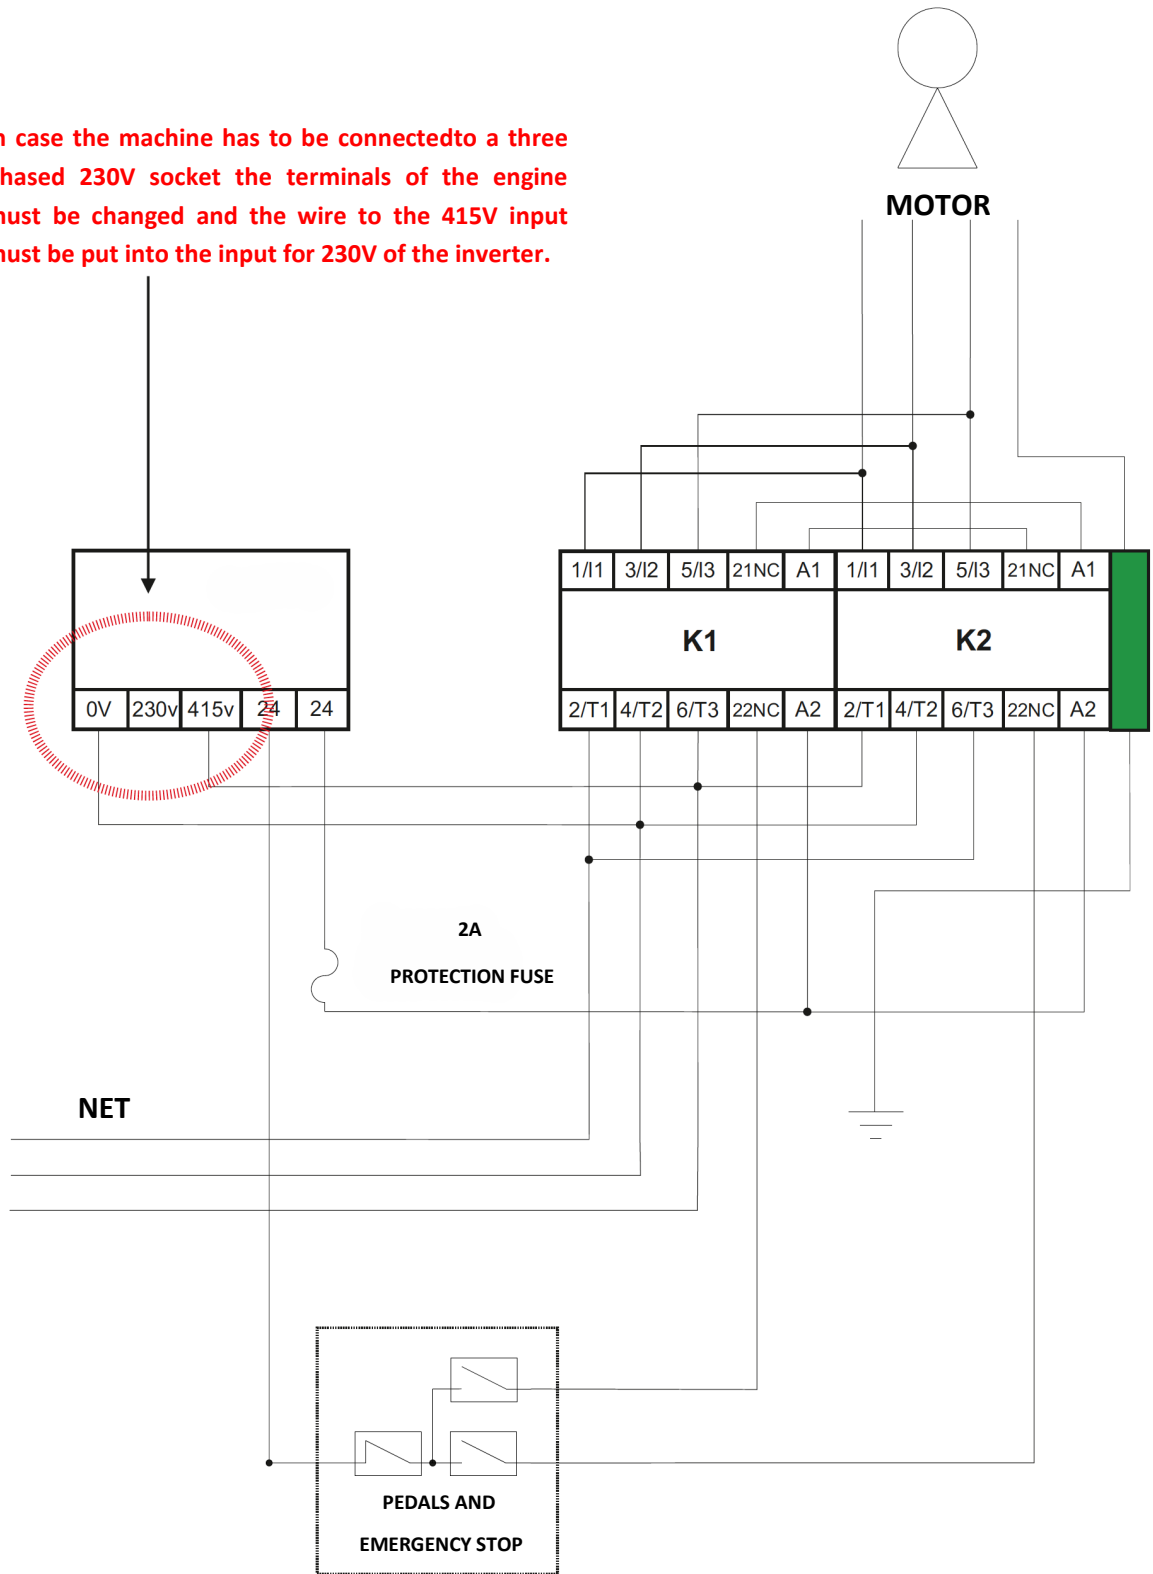 MOTOR
n case the machine has to be connectedto a three
hased 230V socket the terminals of the engine
nust be changed and the wire to the 415V input
nust be put into the input for 230V of the inverter.
1/I1 3/I2 5/I3 21NC A1 1/I1 3/I2 5/I3 21NC A1
K1 K2
0V 230v 415v 24 24
2/T1 4/T2 6/T3 22NC A2 2/T1 4/T2 6/T3 22NC A2
2A
PROTECTION FUSE
NET
PEDALS AND
EMERGENCY STOP